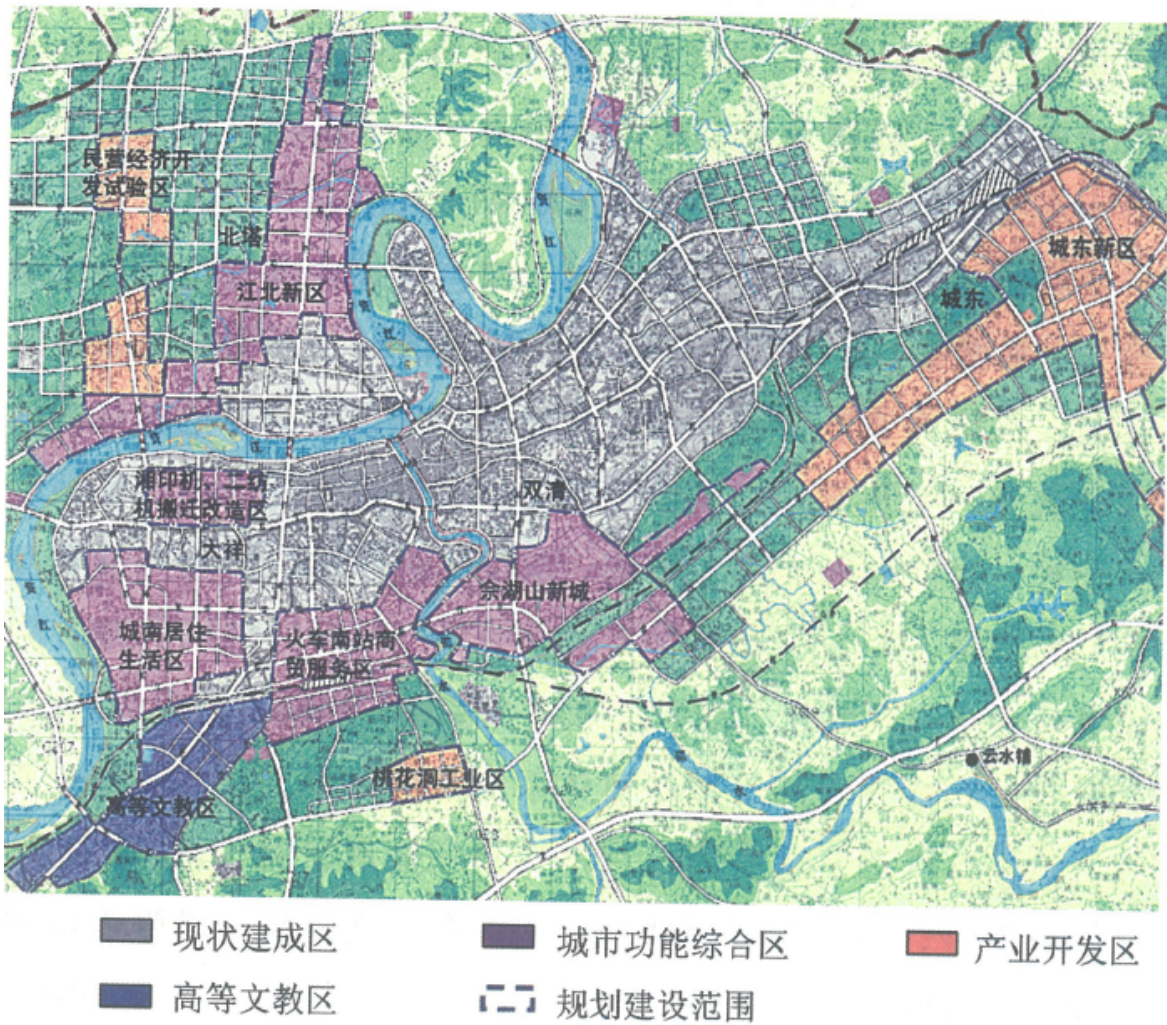 民营经济开
发试验区
北塔
江北新区
城东新区
城东
湘印机、二纺
机搬迁改造区
双清
大祥
佘湖山新城
城南居住
生活区
火车南站商
贸服务区
桃花洞工业区
高等文教区
云水铺
现状建成区
城市功能综合区
产业开发区
高等文教区
规划建设范围